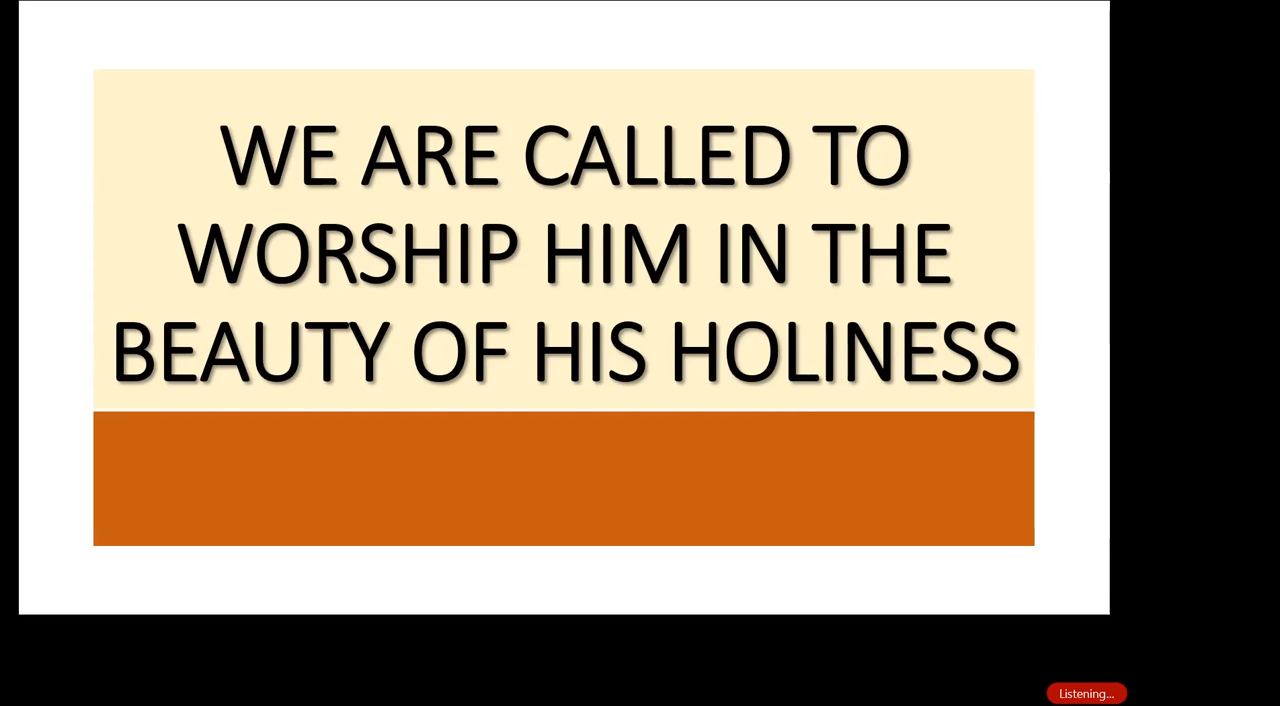 WE ARE CALLED TO
WORSHIP HIM IN THE
BEAUTY OF HIS HOLINESS
Listening...